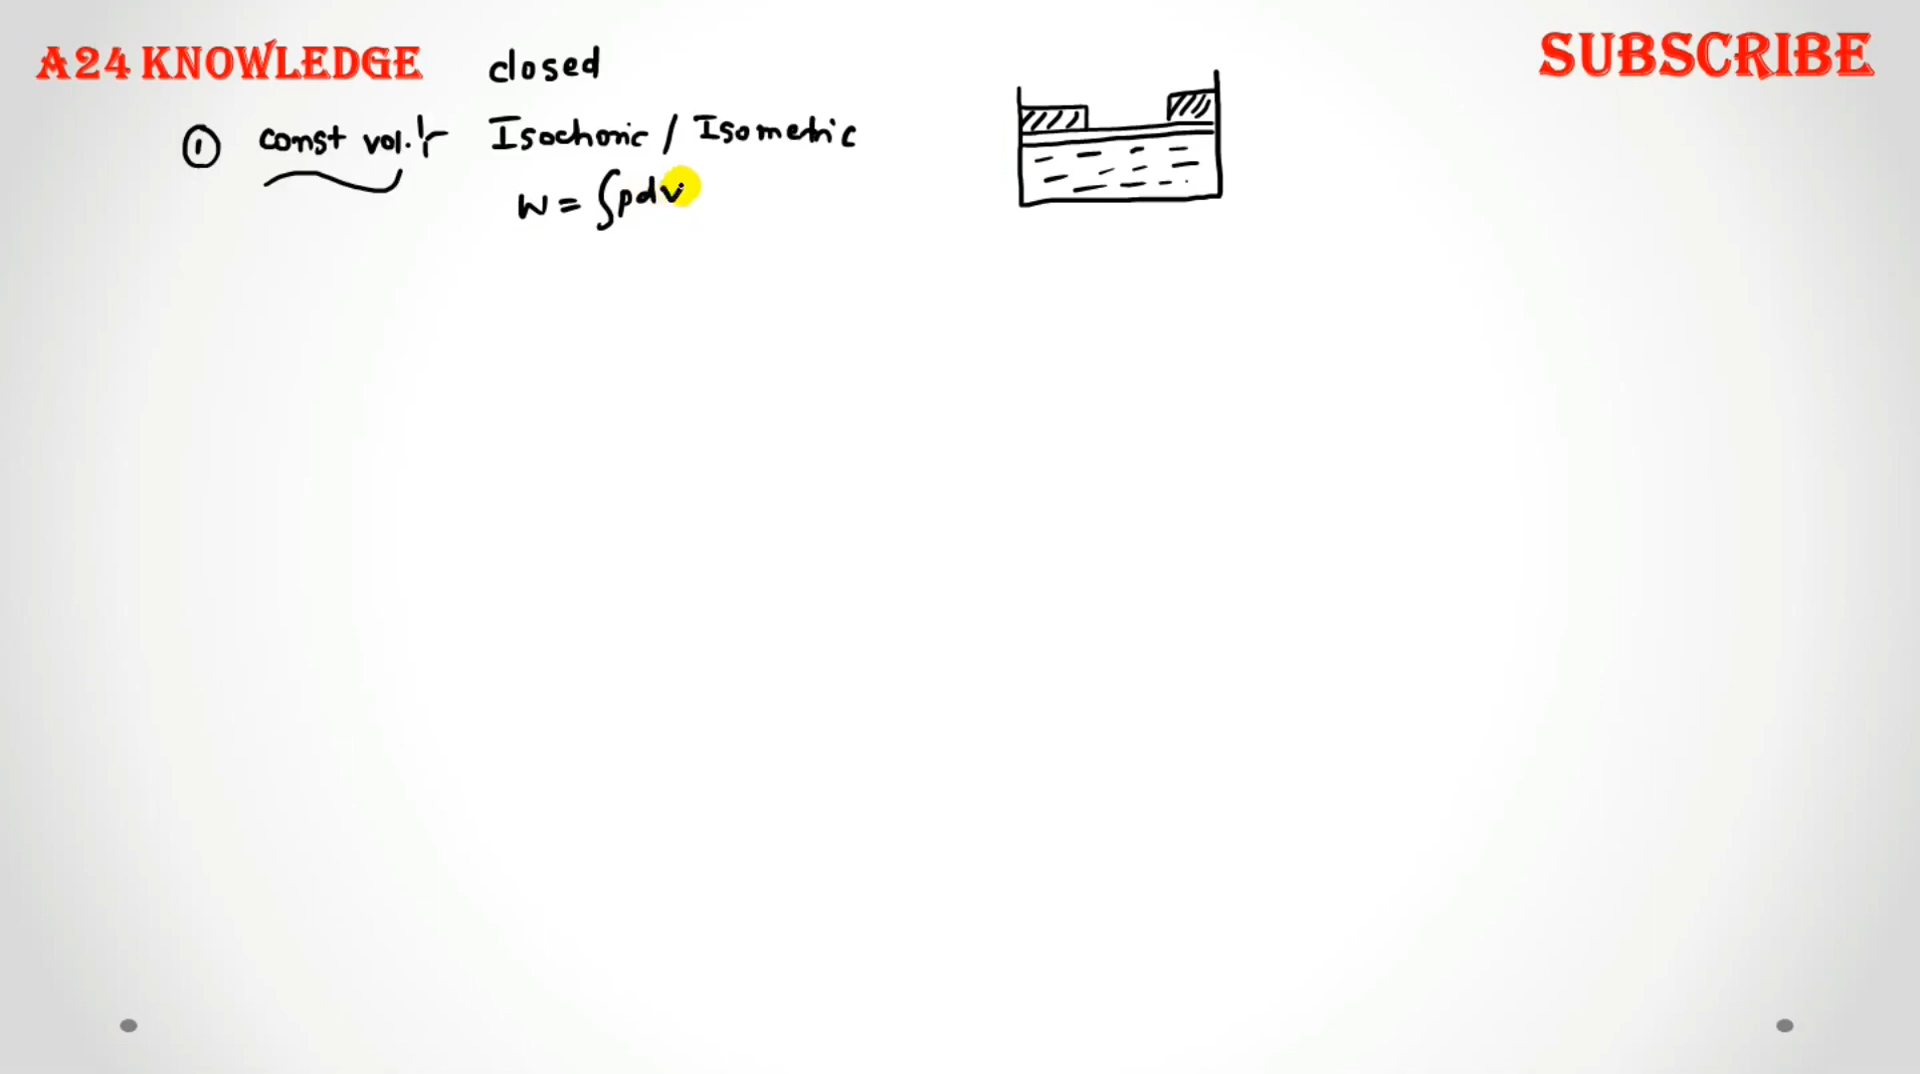 A24 KNOWLEDGE
SUBSCRIBE
closed
① const vol. :- Isochoric / Isometric
W = ∫pdv